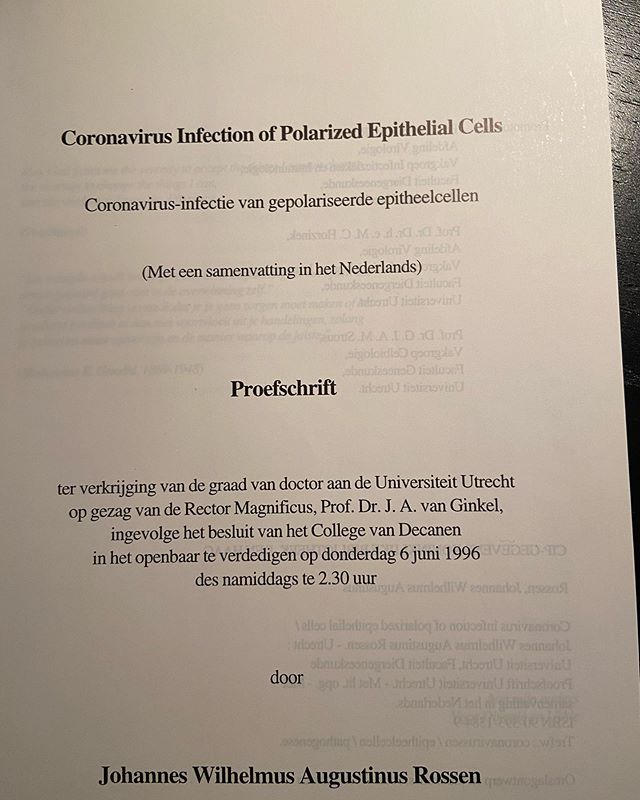 Coronavirus Infection of Polarized Epithelial Cells
Coronavirus-infectie van gepolariseerde epitheelcellen
(Met een samenvatting in het Nederlands)
Proefschrift
ter verkrijging van de graad van doctor aan de Universiteit Utrecht
op gezag van de Rector Magnificus, Prof. Dr. J. A. van Ginkel,
ingevolge het besluit van het College van Decanen
in het openbaar te verdedigen op donderdag 6 juni 1996
des namiddags te 2.30 uur
door
Johannes Wilhelmus Augustinus Rossen